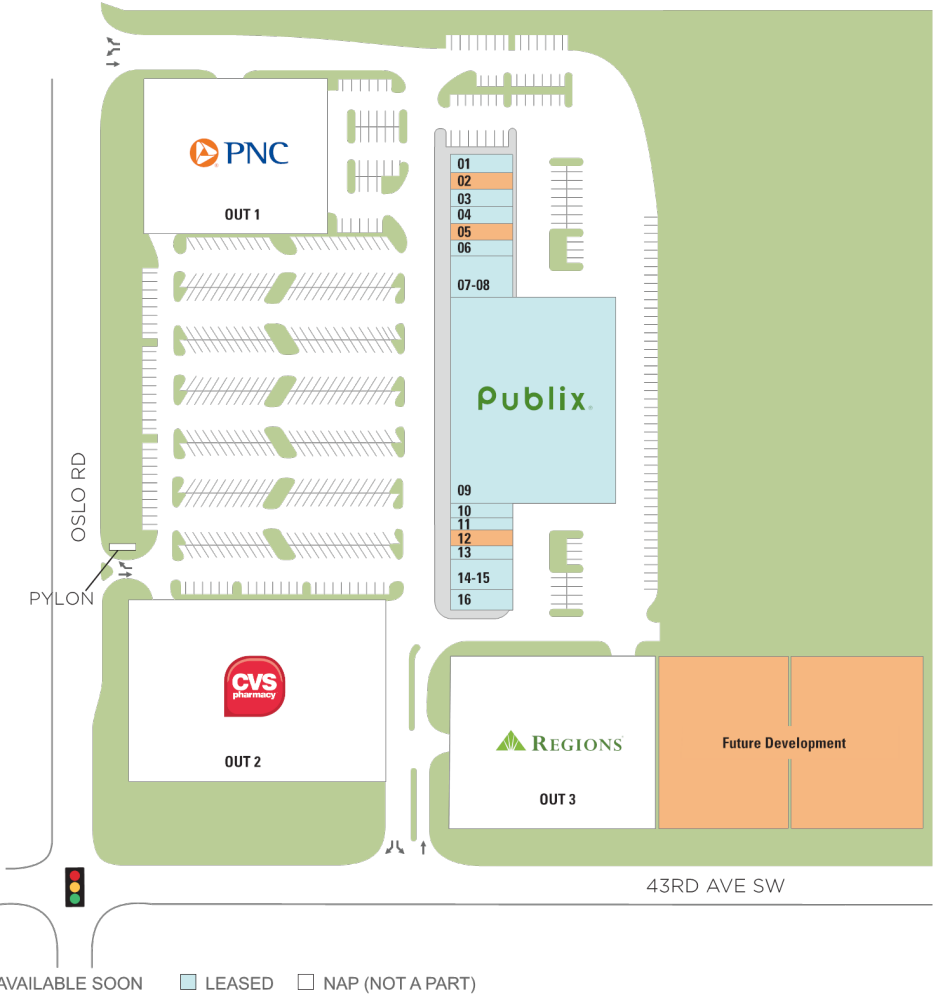 PNC
OUT 1
01
02
03
04
05
06
07-08
Publix
09
10
11
12
13
14-15
16
OSLO RD
PYLON
CVS
pharmacy
OUT 2
REGIONS
OUT 3
Future Development
43RD AVE SW
AVAILABLE SOON
LEASED
NAP (NOT A PART)